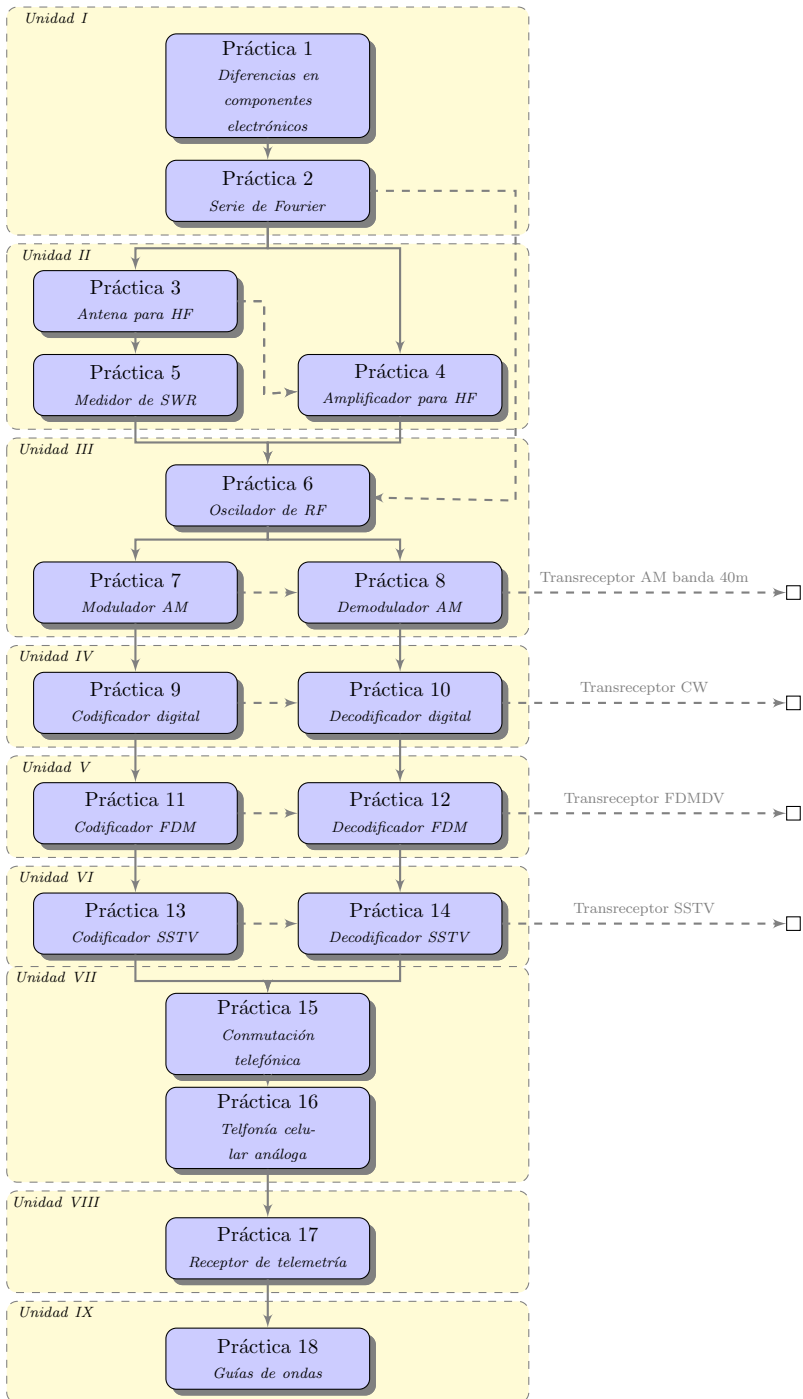 Unidad I
Práctica 1
Diferencias en
componentes
electrónicos
Práctica 2
Serie de Fourier
Unidad II
Práctica 3
Antena para HF
Práctica 5
Medidor de SWR
Práctica 4
Amplificador para HF
Unidad III
Práctica 6
Oscilador de RF
Práctica 7
Modulador AM
Práctica 8
Demodulador AM
Transreceptor AM banda 40m
Unidad IV
Práctica 9
Codificador digital
Práctica 10
Decodificador digital
Transreceptor CW
Unidad V
Práctica 11
Codificador FDM
Práctica 12
Decodificador FDM
Transreceptor FDMDV
Unidad VI
Práctica 13
Codificador SSTV
Práctica 14
Decodificador SSTV
Transreceptor SSTV
Unidad VII
Práctica 15
Conmutación
telefónica
Práctica 16
Telfonía celu-
lar análoga
Unidad VIII
Práctica 17
Receptor de telemetría
Unidad IX
Práctica 18
Guías de ondas